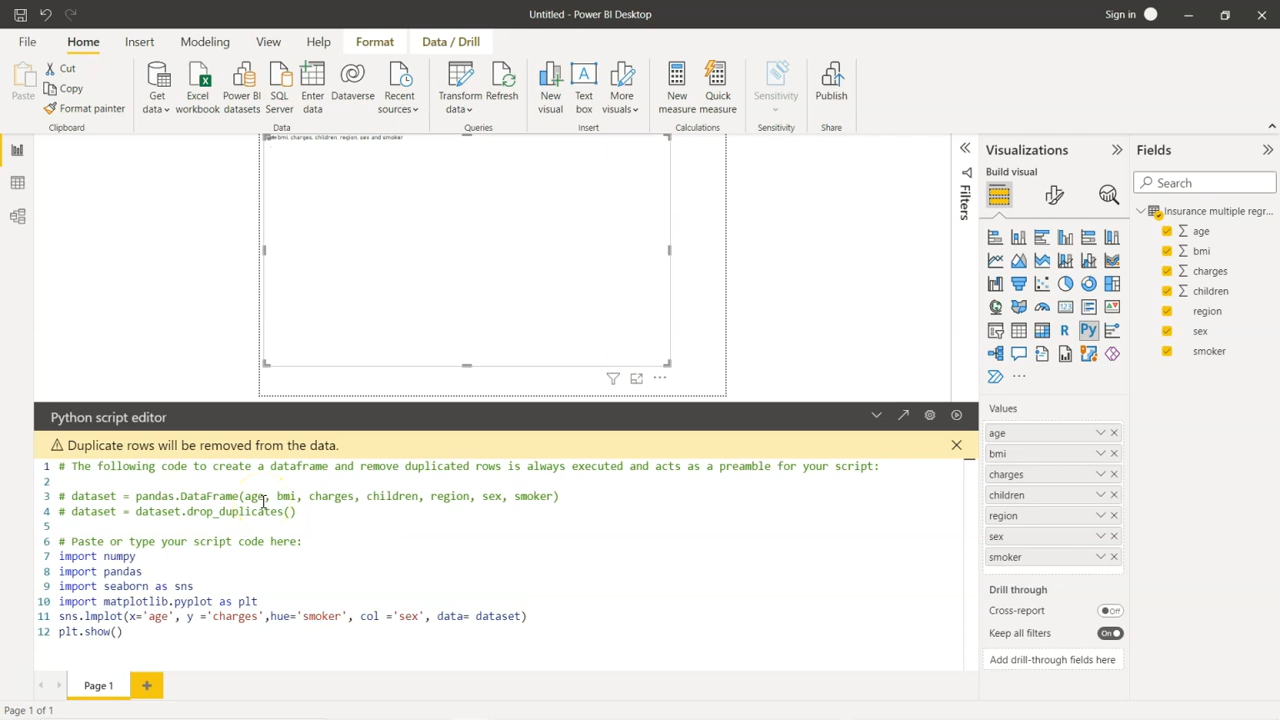 Untitled - Power BI Desktop
Sign in
File
Home
Insert
Modeling
View
Help
Format
Data / Drill
Paste
Cut
Copy
Format painter
Clipboard
Get data
Excel workbook
Power BI datasets
SQL Server
Enter data
Dataverse
Recent sources
Data
Transform data
Refresh
Queries
New visual
Text box
More visuals
Insert
New measure
Quick measure
Calculations
Sensitivity
Sensitivity
Publish
Share
bmi, charges, children, region, sex and smoker
Filters
Visualizations
Build visual
R
Py
Values
age
bmi
charges
children
region
sex
smoker
Drill through
Cross-report
Off
Keep all filters
On
Add drill-through fields here
Fields
Search
Insurance multiple regr...
age
bmi
charges
children
region
sex
smoker
Python script editor
Duplicate rows will be removed from the data.
1 # The following code to create a dataframe and remove duplicated rows is always executed and acts as a preamble for your script:
2
3 # dataset = pandas.DataFrame(age, bmi, charges, children, region, sex, smoker)
4 # dataset = dataset.drop_duplicates()
5
6 # Paste or type your script code here:
7 import numpy
8 import pandas
9 import seaborn as sns
10 import matplotlib.pyplot as plt
11 sns.lmplot(x='age', y ='charges',hue='smoker', col ='sex', data= dataset)
12 plt.show()
Page 1
Page 1 of 1